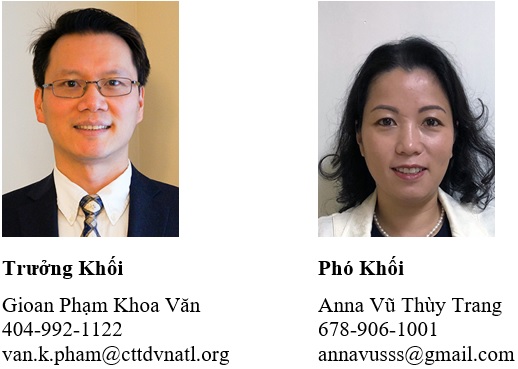 Trưởng Khối
Gioan Phạm Khoa Văn
404-992-1122
van.k.pham@cttdvnatl.org
Phó Khối
Anna Vũ Thùy Trang
678-906-1001
annavusss@gmail.com